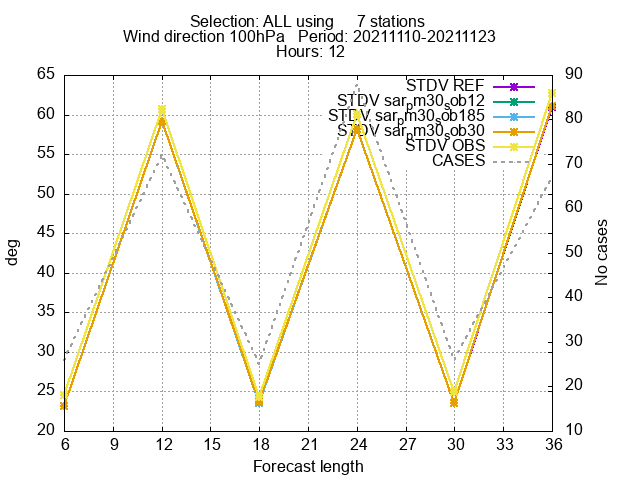 Selection: ALL using 7 stations
Wind direction 100hPa Period: 20211110-20211123
Hours: 12
65
60
55
50
45
40
35
30
25
20
90
80
70
60
50
40
30
20
10
STDV REF
STDV sar_pm30_sob12
STDV sar_pm30_sob185
STDV sar_pm30_sob30
STDV OBS
CASES
deg
No cases
6 9 12 15 18 21 24 27 30 33 36
Forecast length